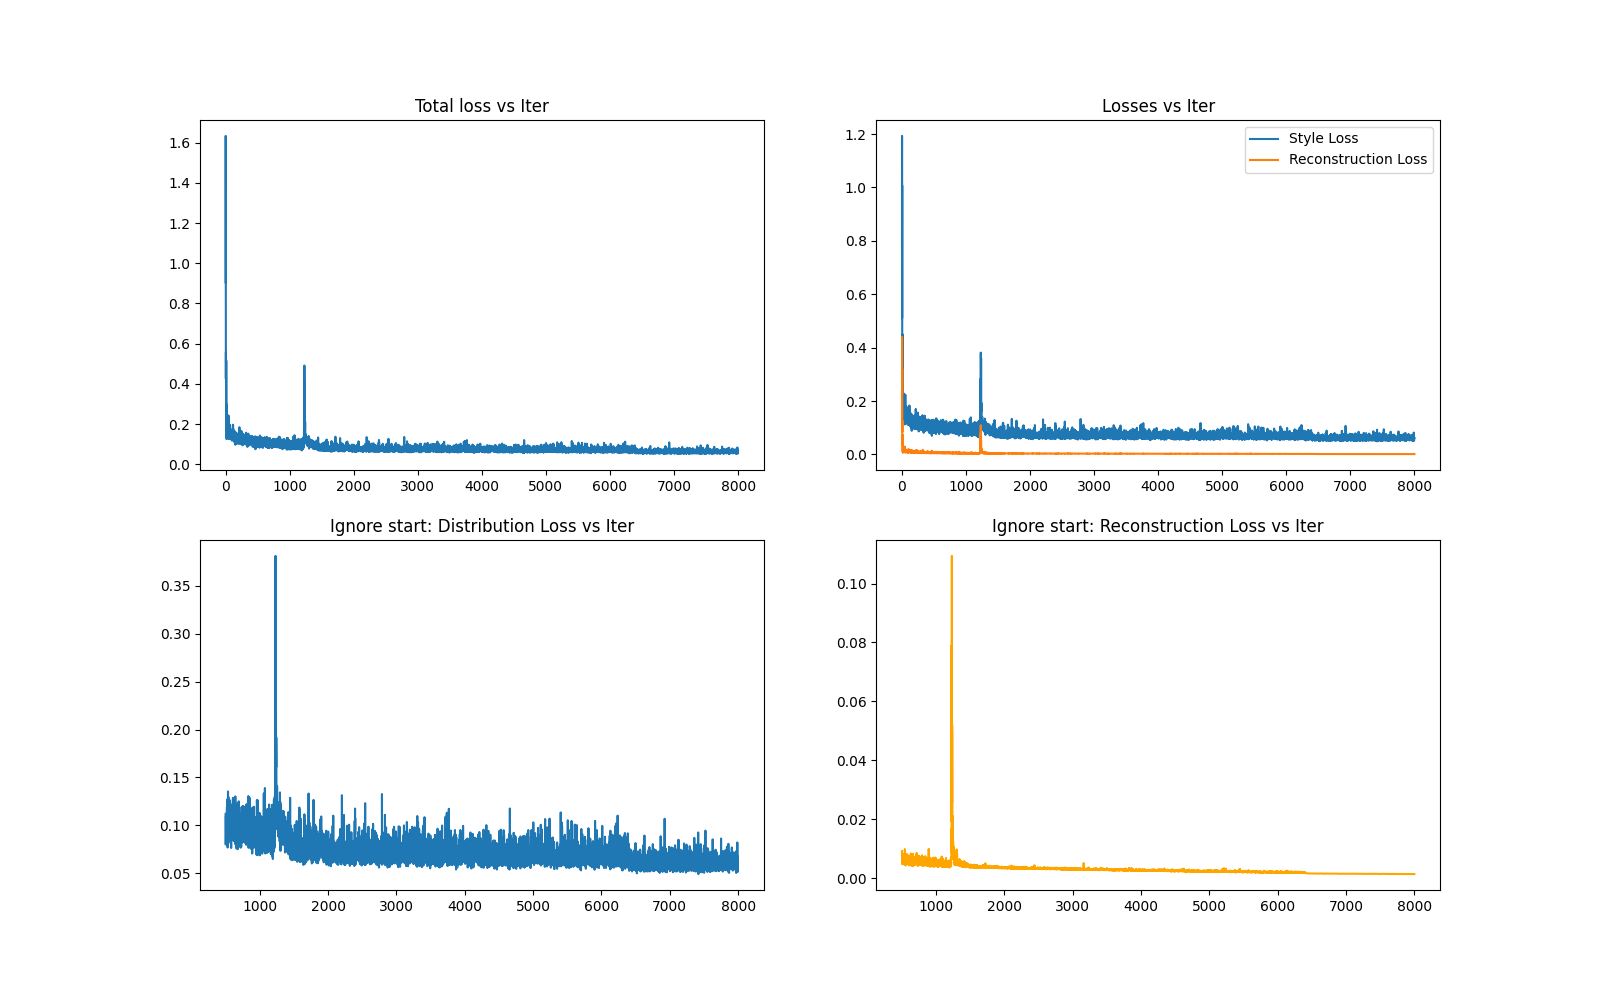 Total loss vs Iter
1.6
1.4
1.2
1.0
0.8
0.6
0.4
0.2
0.0
0 1000 2000 3000 4000 5000 6000 7000 8000
Losses vs Iter
Style Loss
Reconstruction Loss
1.2
1.0
0.8
0.6
0.4
0.2
0.0
0 1000 2000 3000 4000 5000 6000 7000 8000
Ignore start: Distribution Loss vs Iter
0.35
0.30
0.25
0.20
0.15
0.10
0.05
1000 2000 3000 4000 5000 6000 7000 8000
Ignore start: Reconstruction Loss vs Iter
0.10
0.08
0.06
0.04
0.02
0.00
1000 2000 3000 4000 5000 6000 7000 8000